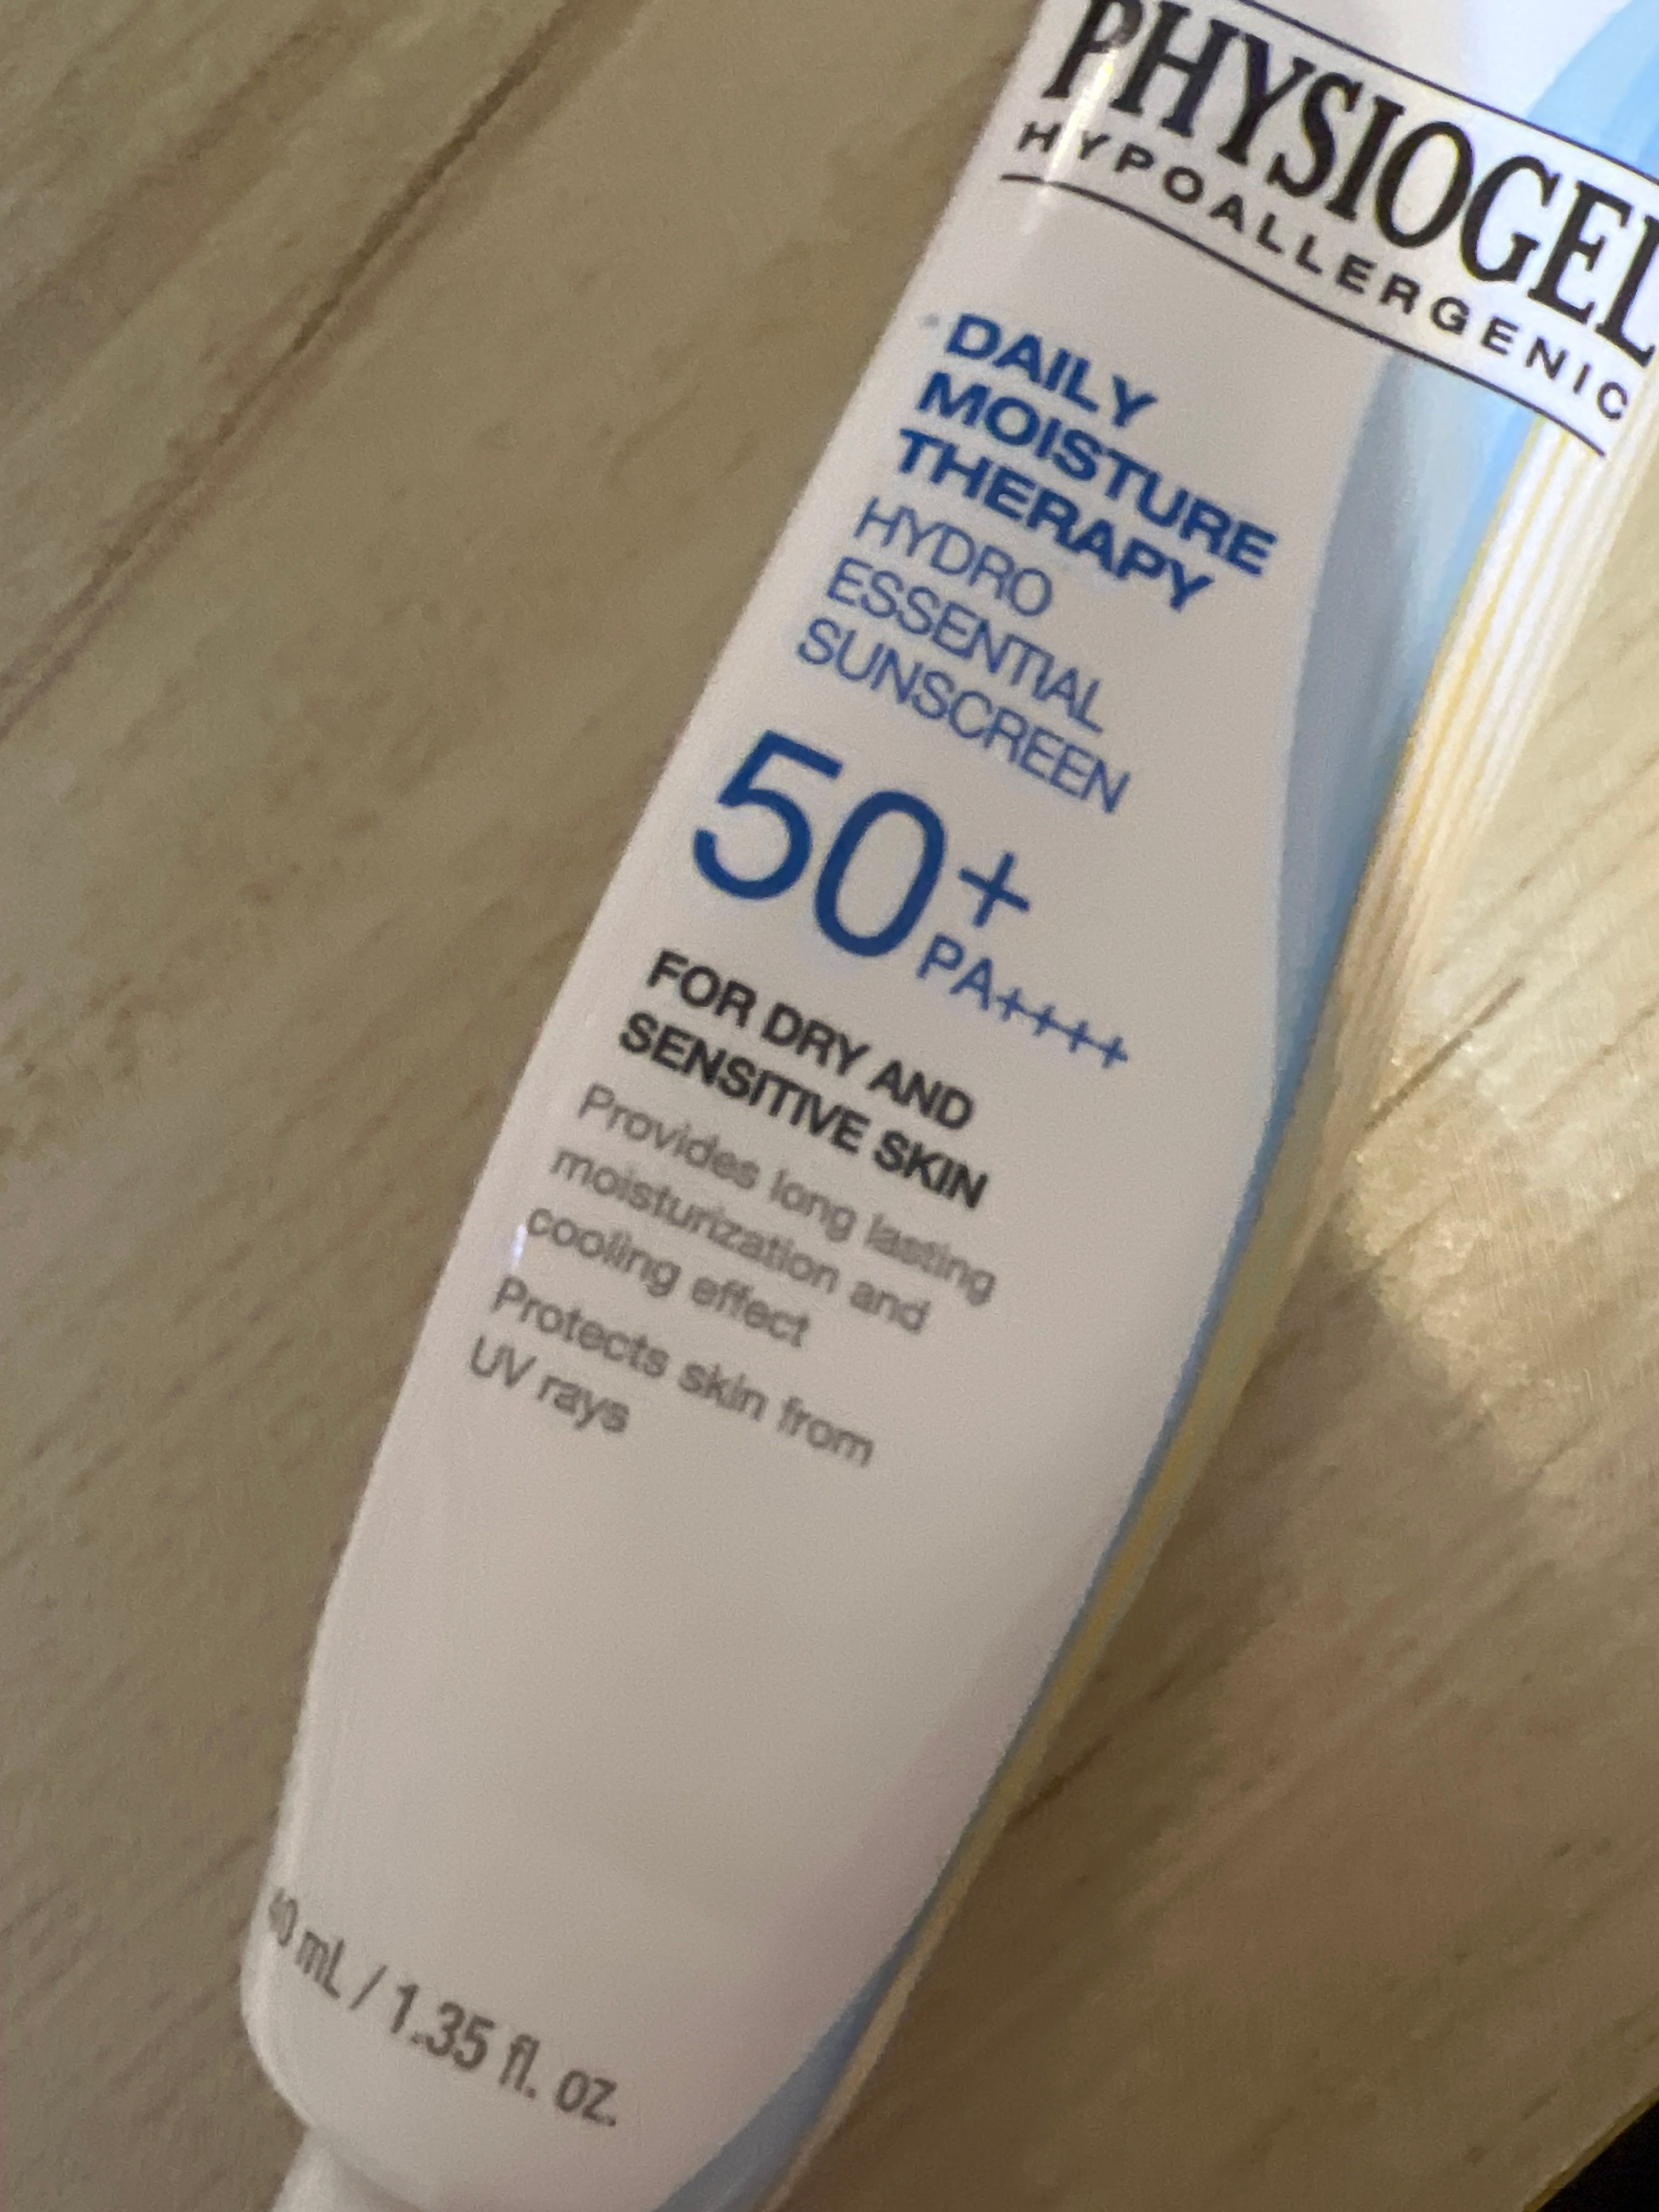 PHYSIOGEL
HYPOALLERGENIC
DAILY
MOISTURE
THERAPY
HYDRO
ESSENTIAL
SUNSCREEN
50+
PA++++
FOR DRY AND
SENSITIVE SKIN
Provides long lasting
moisturization and
cooling effect
Protects skin from
UV rays
40 mL / 1.35 fl. oz.